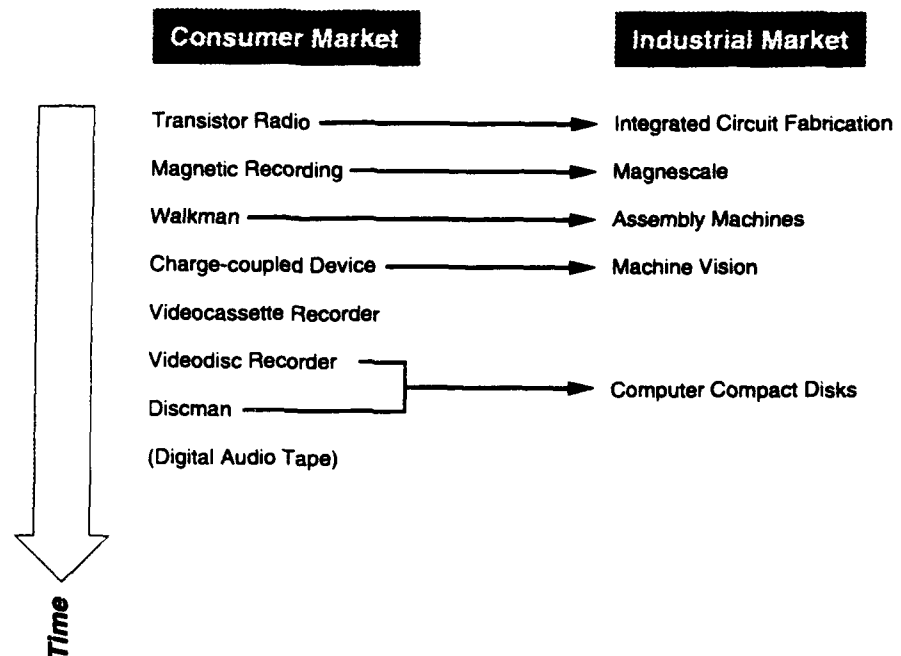 Consumer Market Industrial Market
Transistor Radio Integrated Circuit Fabrication
Magnetic Recording Magnescale
Walkman Assembly Machines
Charge-coupled Device Machine Vision
Videocassette Recorder
Videodisc Recorder
Computer Compact Disks
Discman
(Digital Audio Tape)
Time